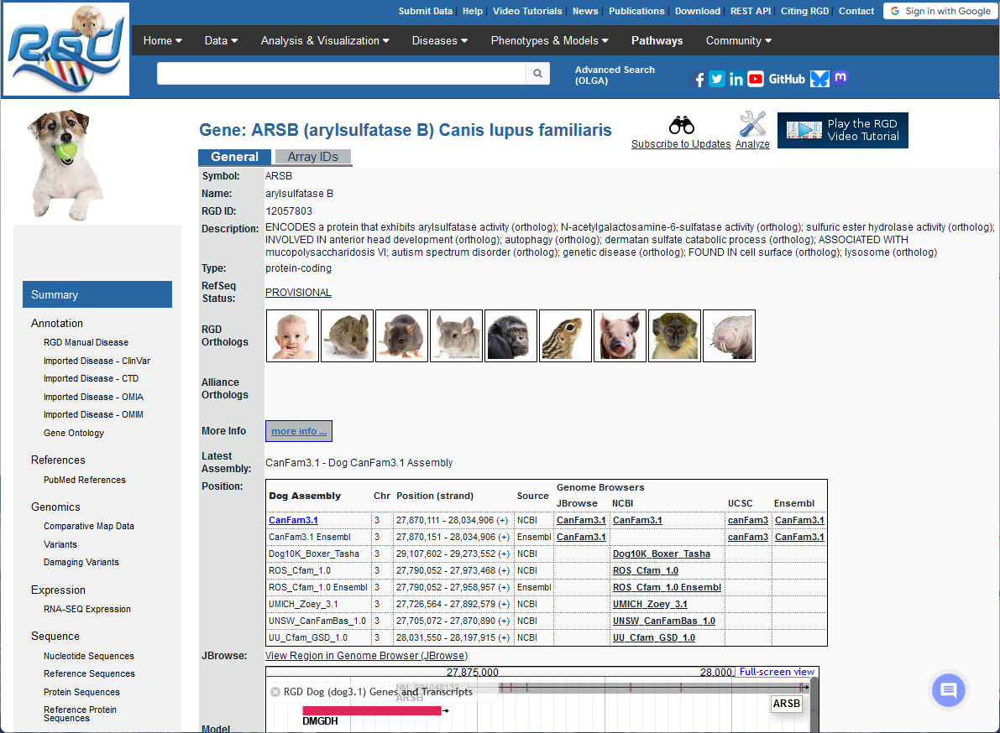 Submit Data | Help | Video Tutorials | News | Publications | Download | REST API | Citing RGD | Contact
Sign in with Google
RGD
Home Data Analysis & Visualization Diseases Phenotypes & Models Pathways Community
Advanced Search
(OLGA)
GitHub
Gene: ARSB (arylsulfatase B) Canis lupus familiaris
Subscribe to Updates Analyze
Play the RGD
Video Tutorial
General Array IDs
Symbol: ARSB
Name: arylsulfatase B
RGD ID: 12057803
Description: ENCODES a protein that exhibits arylsulfatase activity (ortholog); N-acetylgalactosamine-6-sulfatase activity (ortholog); sulfuric ester hydrolase activity (ortholog);
INVOLVED IN anterior head development (ortholog); autophagy (ortholog); dermatan sulfate catabolic process (ortholog); ASSOCIATED WITH
mucopolysaccharidosis VI; autism spectrum disorder (ortholog); genetic disease (ortholog); FOUND IN cell surface (ortholog); lysosome (ortholog)
Type: protein-coding
RefSeq
Status: PROVISIONAL
RGD
Orthologs
Alliance
Orthologs
More Info more info ...
Latest
Assembly: CanFam3.1 - Dog CanFam3.1 Assembly
Position:
Dog Assembly Chr Position (strand) Source Genome Browsers
JBrowse NCBI UCSC Ensembl
CanFam3.1 3 27,870,111 - 28,034,906 (+) NCBI CanFam3.1 CanFam3.1 canFam3 CanFam3.1
CanFam3.1 Ensembl 3 27,870,151 - 28,034,906 (+) Ensembl CanFam3.1 canFam3 CanFam3.1
Dog10K_Boxer_Tasha 3 29,107,602 - 29,273,552 (+) NCBI Dog10K_Boxer_Tasha
ROS_Cfam_1.0 3 27,790,052 - 27,973,468 (+) NCBI ROS_Cfam_1.0
ROS_Cfam_1.0 Ensembl 3 27,790,052 - 27,958,957 (+) Ensembl ROS_Cfam_1.0 Ensembl
UMICH_Zoey_3.1 3 27,726,564 - 27,892,579 (+) NCBI UMICH_Zoey_3.1
UNSW_CanFamBas_1.0 3 27,705,072 - 27,870,890 (+) NCBI UNSW_CanFamBas_1.0
UU_Cfam_GSD_1.0 3 28,031,550 - 28,197,915 (+) NCBI UU_Cfam_GSD_1.0
JBrowse: View Region in Genome Browser (JBrowse)
27,875,000 28,000, Full-screen view
RGD Dog (dog3.1) Genes and Transcripts
ARSB
ARSB
DMGDH
Model
Summary
Annotation
RGD Manual Disease
Imported Disease - ClinVar
Imported Disease - CTD
Imported Disease - OMIA
Imported Disease - OMIM
Gene Ontology
References
PubMed References
Genomics
Comparative Map Data
Variants
Damaging Variants
Expression
RNA-SEQ Expression
Sequence
Nucleotide Sequences
Reference Sequences
Protein Sequences
Reference Protein
Sequences